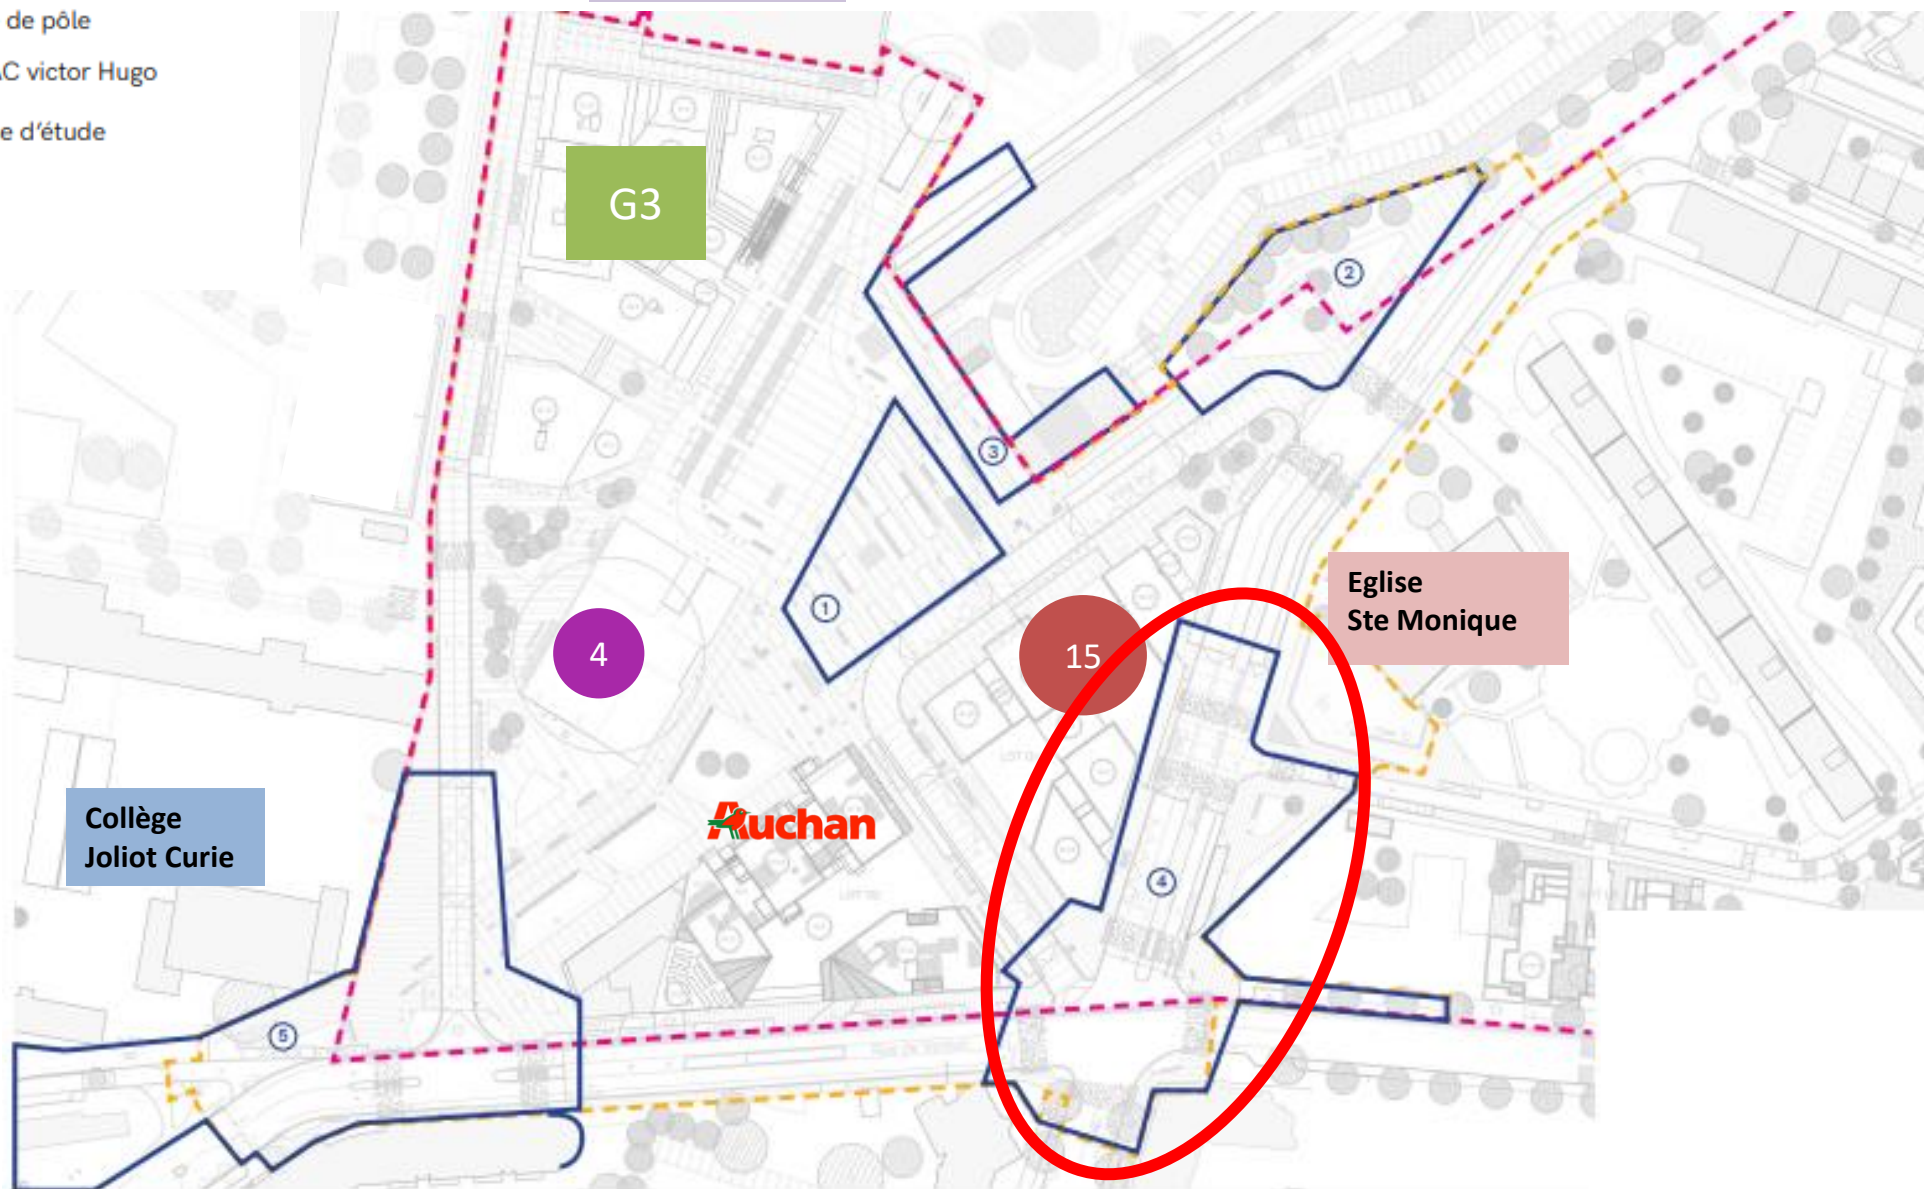 de pôle
AC victor Hugo
e d'étude
G3
2
3
1
Eglise
Ste Monique
4
15
Auchan
Collège
Joliot Curie
4
5